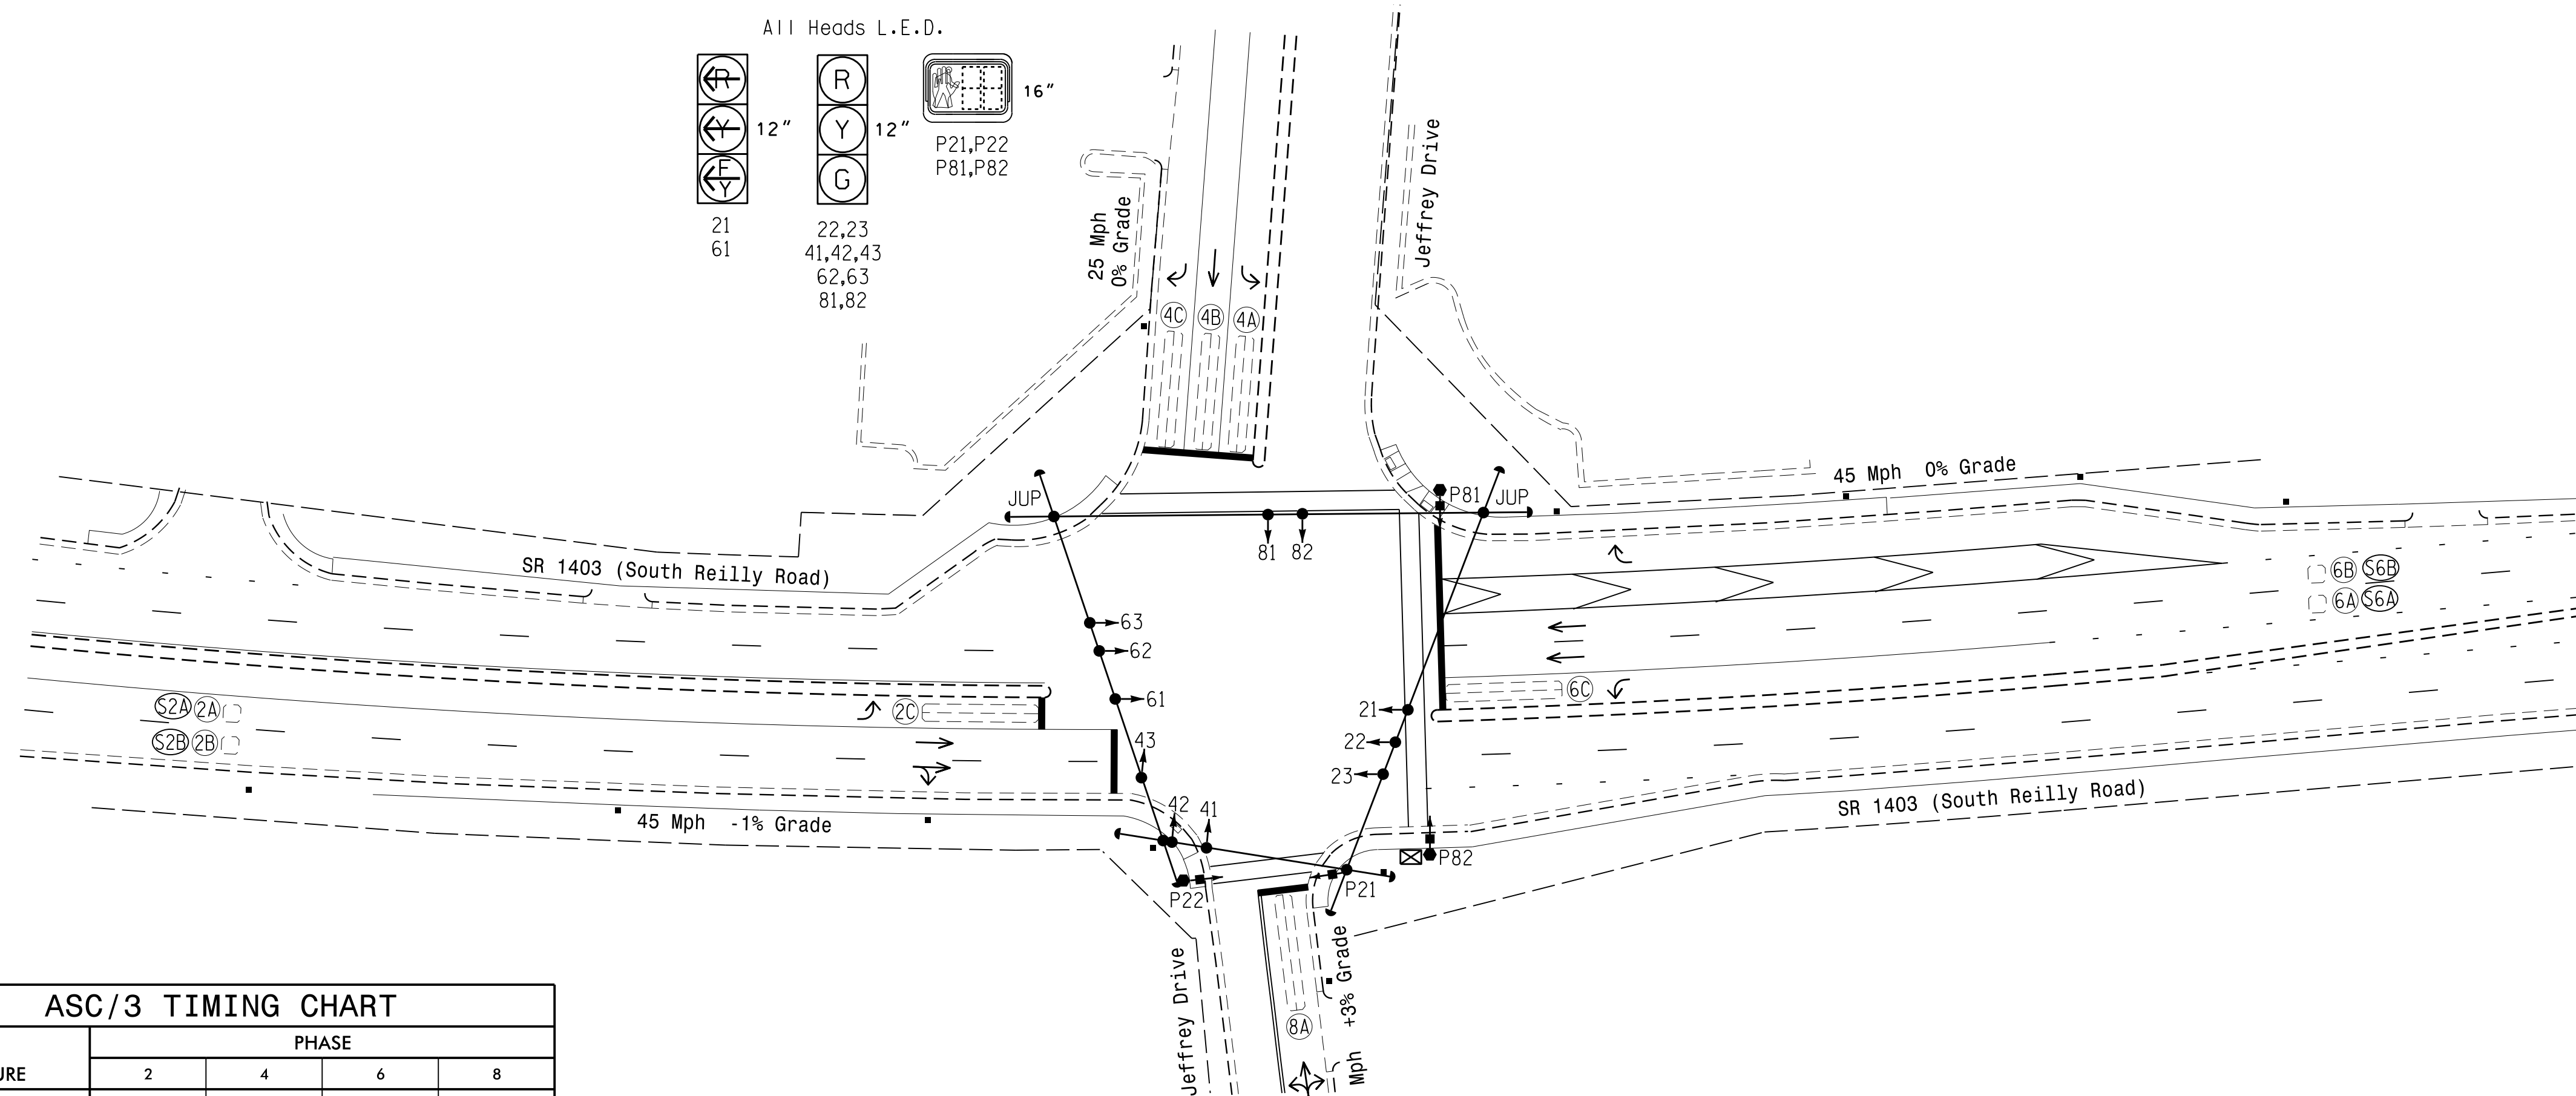 All Heads L.E.D.
R
Y
F
Y
12"
21
61
R
Y
G
12"
22,23
41,42,43
62,63
81,82
16"
P21,P22
P81,P82
25 Mph
0% Grade
Jeffrey Drive
4C 4B 4A
45 Mph 0% Grade
JUP
P81
JUP
81 82
SR 1403 (South Reilly Road)
6B S6B
6A S6A
63
62
61
6C
S2A 2A
2C
S2B 2B
21
22
23
43
42 41
45 Mph -1% Grade
SR 1403 (South Reilly Road)
P82
P21
P22
Jeffrey Drive
+3% Grade
Mph
8A
ASC/3 TIMING CHART
PHASE
URE 2 4 6 8